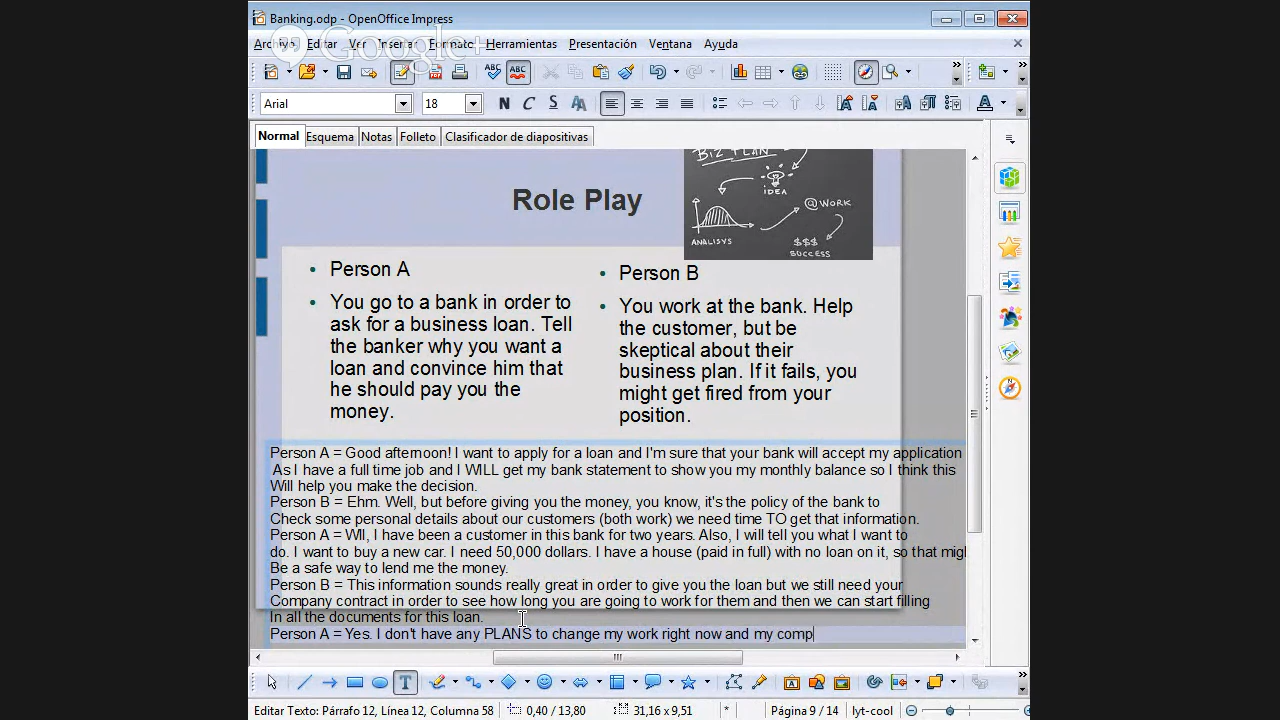 Banking.odp - OpenOffice Impress
Google+
Archivo Editar Ver Insertar Formato Herramientas Presentación Ventana Ayuda
Arial 18 N C S
Normal Esquema Notas Folleto Clasificador de diapositivas
BIZ PLAN
IDEA
@WORK
ANALISYS
$$$
SUCCESS
Role Play
Person A
You go to a bank in order to
ask for a business loan. Tell
the banker why you want a
loan and convince him that
he should pay you the
money.
Person B
You work at the bank. Help
the customer, but be
skeptical about their
business plan. If it fails, you
might get fired from your
position.
Person A = Good afternoon! I want to apply for a loan and I'm sure that your bank will accept my application
As I have a full time job and I WILL get my bank statement to show you my monthly balance so I think this
Will help you make the decision.
Person B = Ehm. Well, but before giving you the money, you know, it's the policy of the bank to
Check some personal details about our customers (both work) we need time TO get that information.
Person A = Wll, I have been a customer in this bank for two years. Also, I will tell you what I want to
do. I want to buy a new car. I need 50,000 dollars. I have a house (paid in full) with no loan on it, so that migh
Be a safe way to lend me the money.
Person B = This information sounds really great in order to give you the loan but we still need your
Company contract in order to see how long you are going to work for them and then we can start filling
In all the documents for this loan.
Person A = Yes. I don't have any PLANS to change my work right now and my comp
Editar Texto: Párrafo 12, Línea 12, Columna 58 0,40 / 13,80 31,16 x 9,51 * Página 9 / 14 lyt-cool